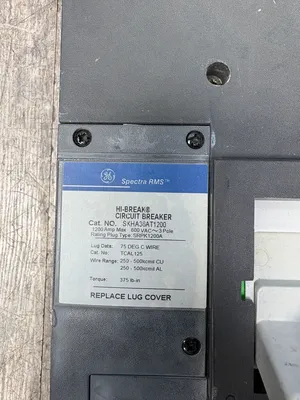 GE Spectra RMS™
HI-BREAK®
CIRCUIT BREAKER
Cat. NO. SKHA36AT1200
1200 Amp Max 600 VAC~3 Pole
Rating Plug Type: SRPK1200A
Lug Data: 75 DEG C WIRE
Cat. No: TCAL125
Wire Range: 250 - 500kcmil CU
250 - 500kcmil AL
Torque: 375 lb-in
REPLACE LUG COVER